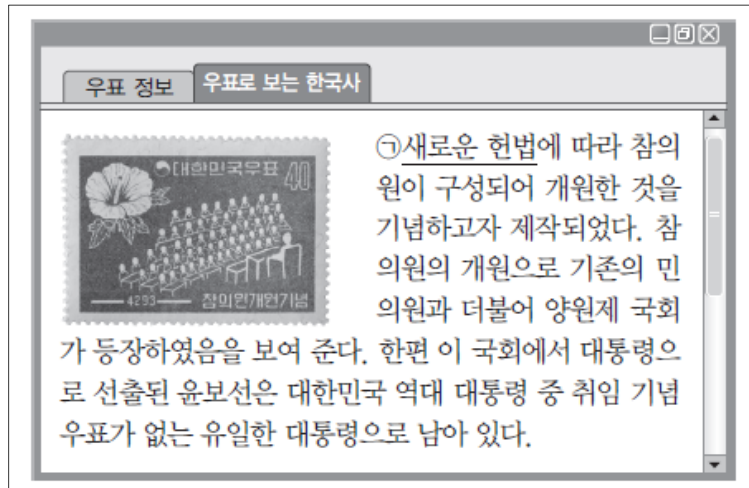 우표 정보
우표로 보는 한국사
대한민국우표 40
4293 참의원개원기념
㉠새로운 헌법에 따라 참의
원이 구성되어 개원한 것을
기념하고자 제작되었다. 참
의원의 개원으로 기존의 민
의원과 더불어 양원제 국회
가 등장하였음을 보여 준다. 한편 이 국회에서 대통령으
로 선출된 윤보선은 대한민국 역대 대통령 중 취임 기념
우표가 없는 유일한 대통령으로 남아 있다.